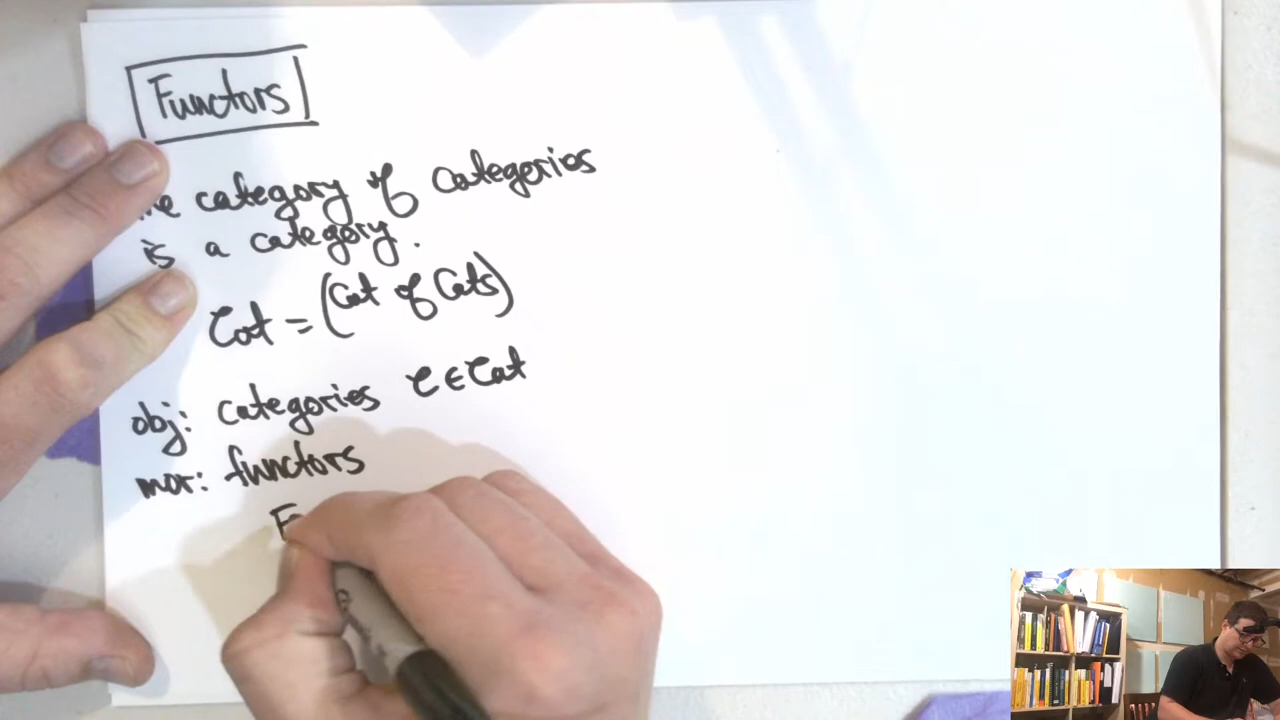 Functors
category of categories
is a category.
Cat = (Cat of Cats)
obj: categories C ∈ Cat
mor: functors
F